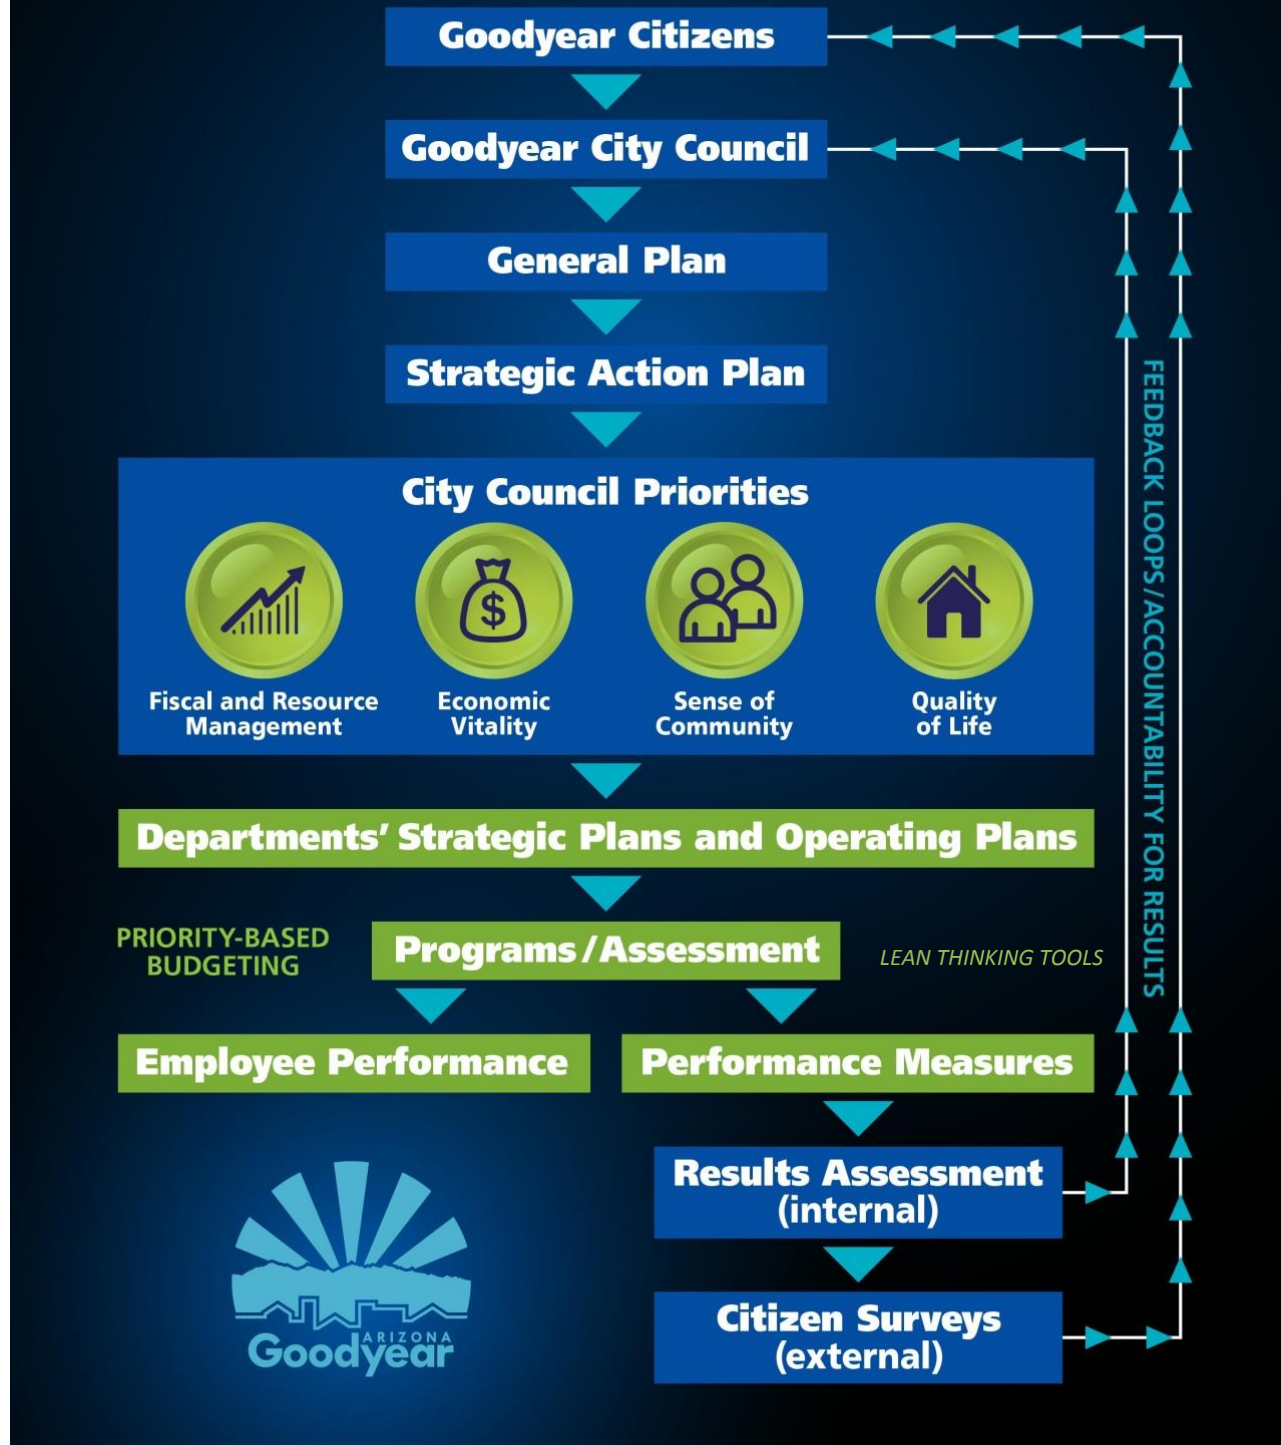 Goodyear Citizens
Goodyear City Council
General Plan
Strategic Action Plan
City Council Priorities
$
Fiscal and Resource
Management
Economic
Vitality
Sense of
Community
Quality
of Life
Departments’ Strategic Plans and Operating Plans
PRIORITY-BASED
BUDGETING
Programs/Assessment
LEAN THINKING TOOLS
Employee Performance
Performance Measures
Results Assessment
(internal)
Citizen Surveys
(external)
FEEDBACK LOOPS/ACCOUNTABILITY FOR RESULTS
ARIZONA
Goodyear